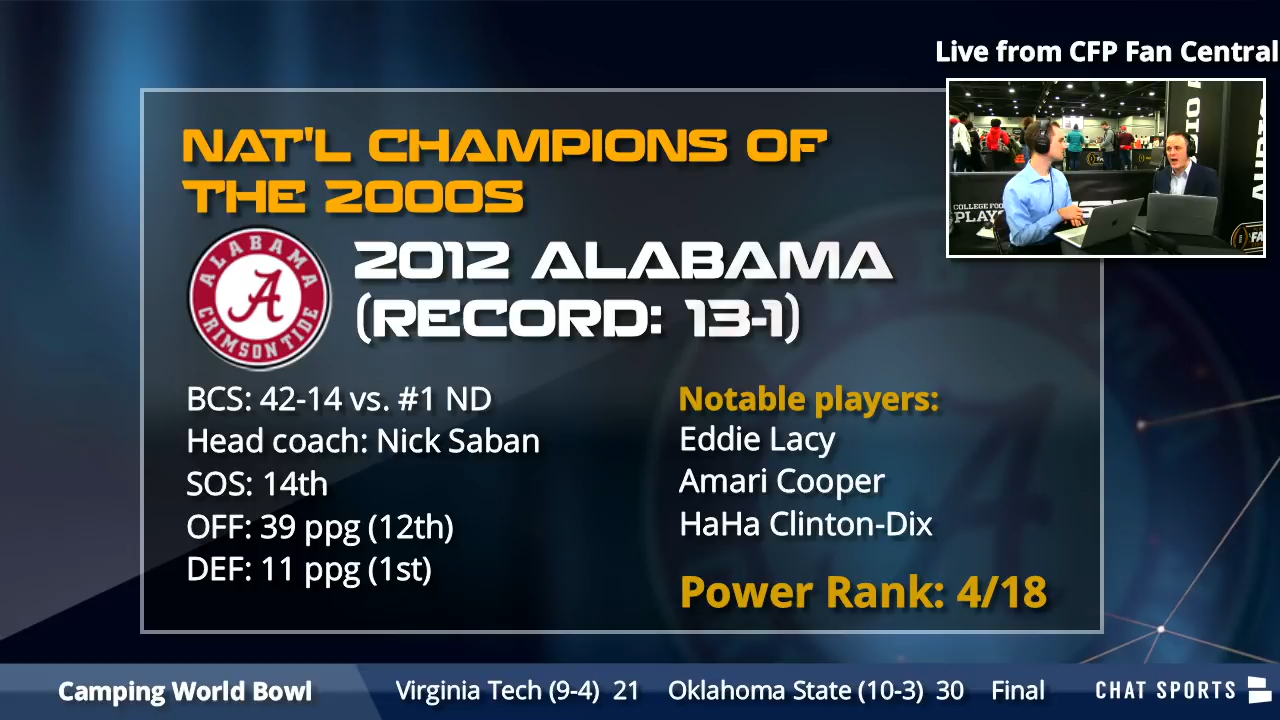 Live from CFP Fan Central
NAT'L CHAMPIONS OF
THE 2000S
ALABAMA
CRIMSON TIDE
A
2012 ALABAMA
(RECORD: 13-1)
BCS: 42-14 vs. #1 ND
Head coach: Nick Saban
SOS: 14th
OFF: 39 ppg (12th)
DEF: 11 ppg (1st)
Notable players:
Eddie Lacy
Amari Cooper
HaHa Clinton-Dix
Power Rank: 4/18
Camping World Bowl
Virginia Tech (9-4) 21 Oklahoma State (10-3) 30 Final
CHAT SPORTS